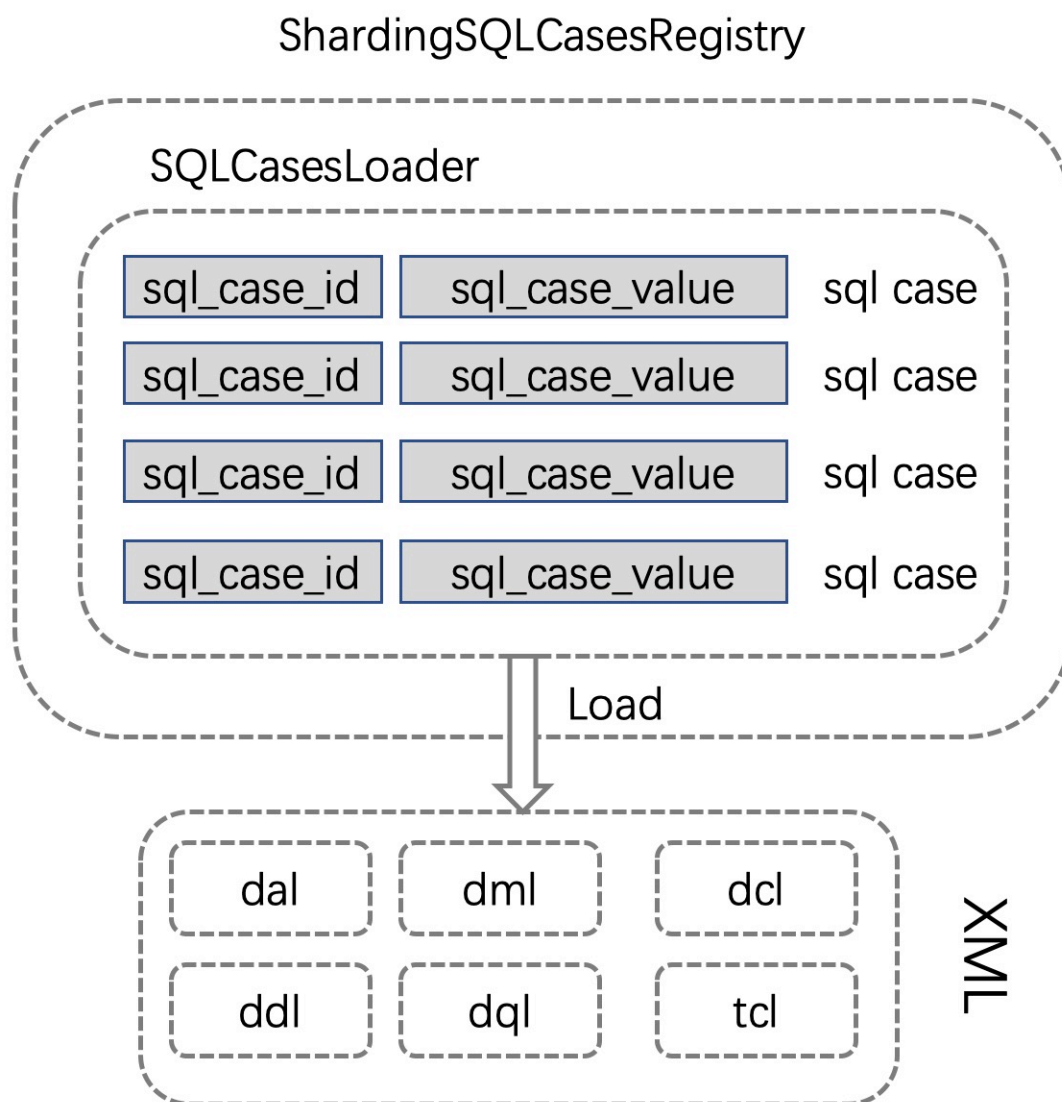 ShardingSQLCasesRegistry
SQLCasesLoader
sql_case_id sql_case_value sql case
sql_case_id sql_case_value sql case
sql_case_id sql_case_value sql case
sql_case_id sql_case_value sql case
Load
dal dml dcl
ddl dql tcl
XML